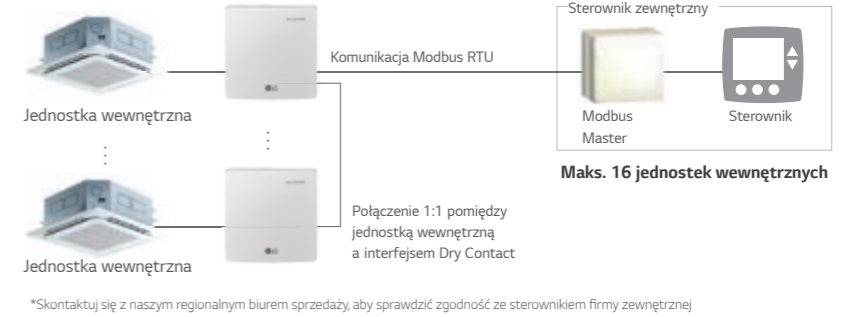 Sterownik zewnętrzny
Komunikacja Modbus RTU
Jednostka wewnętrzna
Modbus
Master
Sterownik
Maks. 16 jednostek wewnętrznych
Połączenie 1:1 pomiędzy
jednostką wewnętrzną
a interfejsem Dry Contact
Jednostka wewnętrzna
*Skontaktuj się z naszym regionalnym biurem sprzedaży, aby sprawdzić zgodność ze sterownikiem firmy zewnętrznej